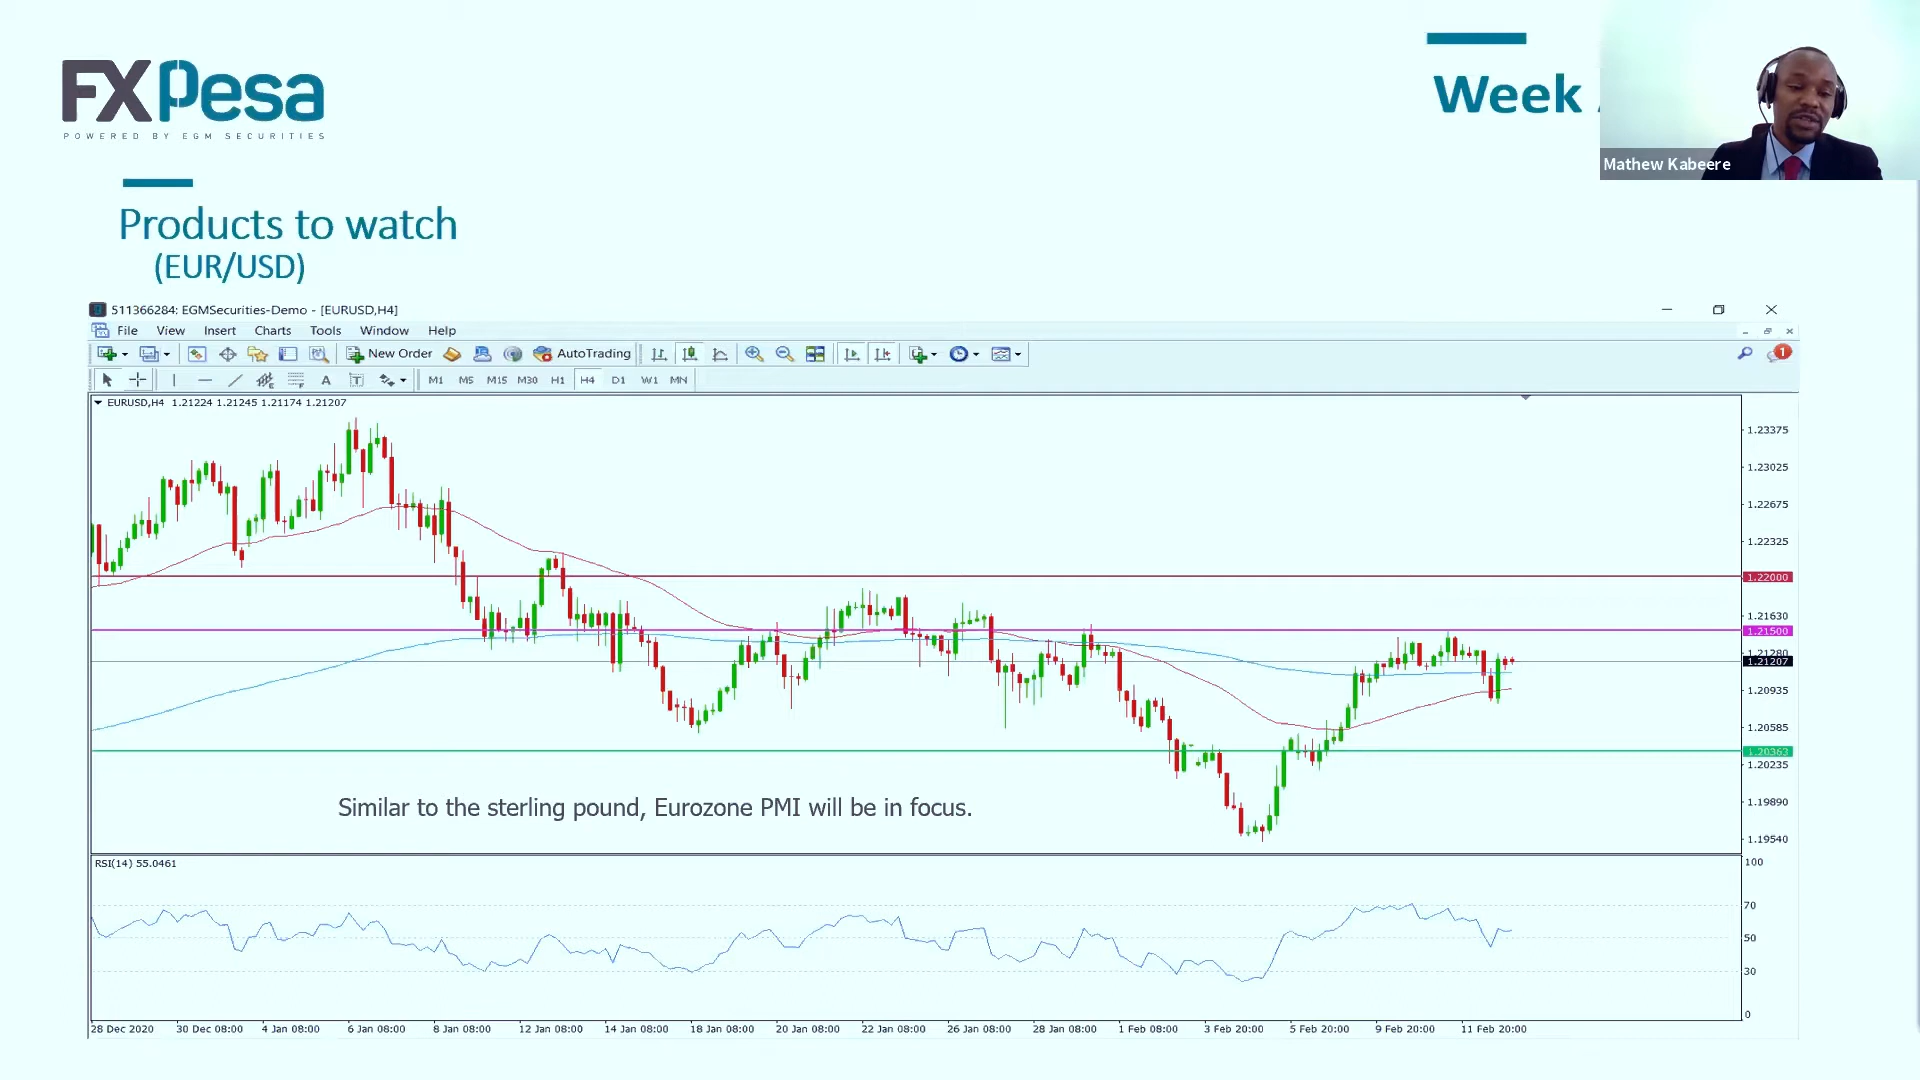 FXPesa
POWERED BY EGM SECURITIES
Week
Mathew Kabeere
Products to watch
(EUR/USD)
511366284: EGMSecurities-Demo - [EURUSD,H4]
File View Insert Charts Tools Window Help
New Order AutoTrading
1
A T M1 M5 M15 M30 H1 H4 D1 W1 MN
EURUSD,H4 1.21224 1.21245 1.21174 1.21207
1.23375
1.23025
1.22675
1.22325
1.22000
1.21630
1.21500
1.21280
1.21207
1.20935
1.20585
1.20363
1.20235
1.19890
1.19540
Similar to the sterling pound, Eurozone PMI will be in focus.
RSI(14) 55.0461
100
70
50
30
0
28 Dec 2020 30 Dec 08:00 4 Jan 08:00 6 Jan 08:00 8 Jan 08:00 12 Jan 08:00 14 Jan 08:00 18 Jan 08:00 20 Jan 08:00 22 Jan 08:00 26 Jan 08:00 28 Jan 08:00 1 Feb 08:00 3 Feb 20:00 5 Feb 20:00 9 Feb 20:00 11 Feb 20:00